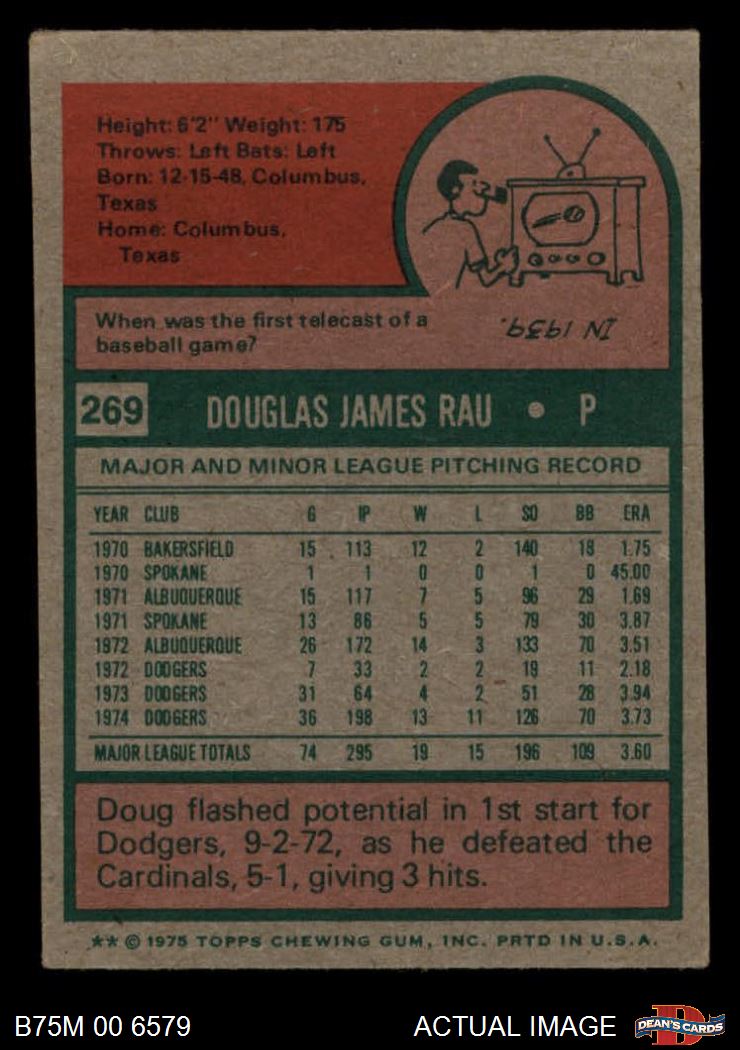 Height: 6'2" Weight: 175
Throws: Left Bats: Left
Born: 12-15-48, Columbus,
Texas
Home: Columbus,
Texas
When was the first telecast of a
baseball game?
IN 1939.
269 DOUGLAS JAMES RAU • P
MAJOR AND MINOR LEAGUE PITCHING RECORD
YEAR CLUB G IP W L SO BB ERA
1970 BAKERSFIELD 15 113 12 2 140 18 1.75
1970 SPOKANE 1 1 0 0 1 0 45.00
1971 ALBUQUERQUE 15 117 7 5 96 29 1.69
1971 SPOKANE 13 86 5 5 79 30 3.87
1972 ALBUQUERQUE 26 172 14 3 133 70 3.51
1972 DODGERS 7 33 2 2 19 11 2.18
1973 DODGERS 31 64 4 2 51 28 3.94
1974 DODGERS 36 198 13 11 126 70 3.73
MAJOR LEAGUE TOTALS 74 295 19 15 196 109 3.60
Doug flashed potential in 1st start for
Dodgers, 9-2-72, as he defeated the
Cardinals, 5-1, giving 3 hits.
** © 1975 TOPPS CHEWING GUM, INC. PRTD IN U.S.A.
B75M 00 6579 ACTUAL IMAGE D DEAN'S CARDS